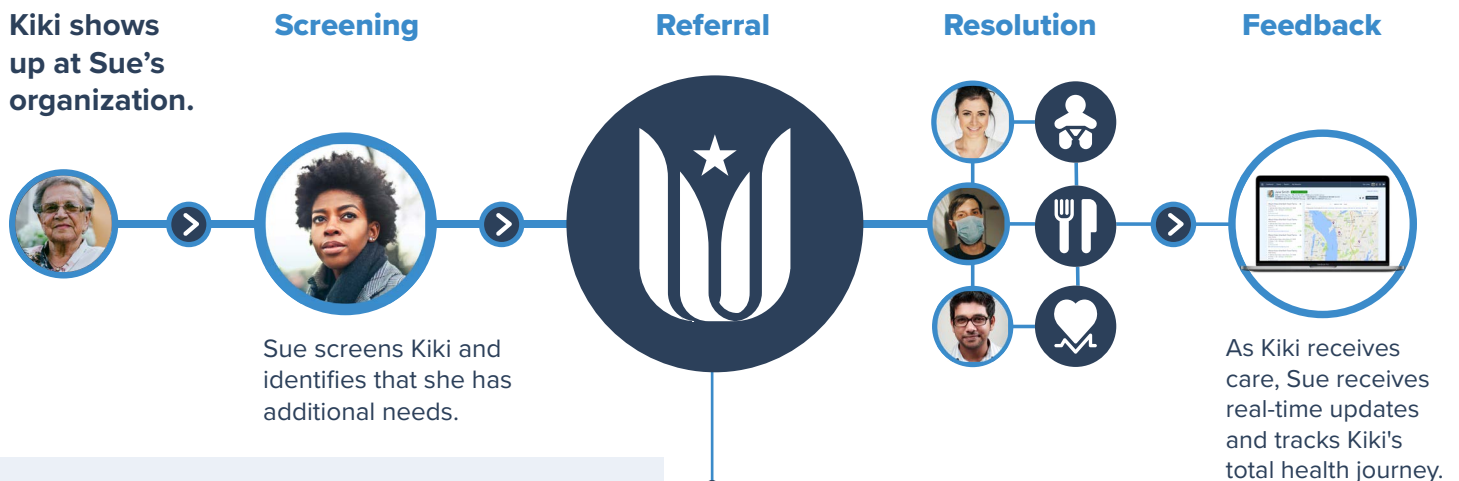 Kiki shows
up at Sue’s
organization.
Screening
Referral
Resolution
Feedback
Sue screens Kiki and
identifies that she has
additional needs.
As Kiki receives
care, Sue receives
real-time updates
and tracks Kiki's
total health journey.